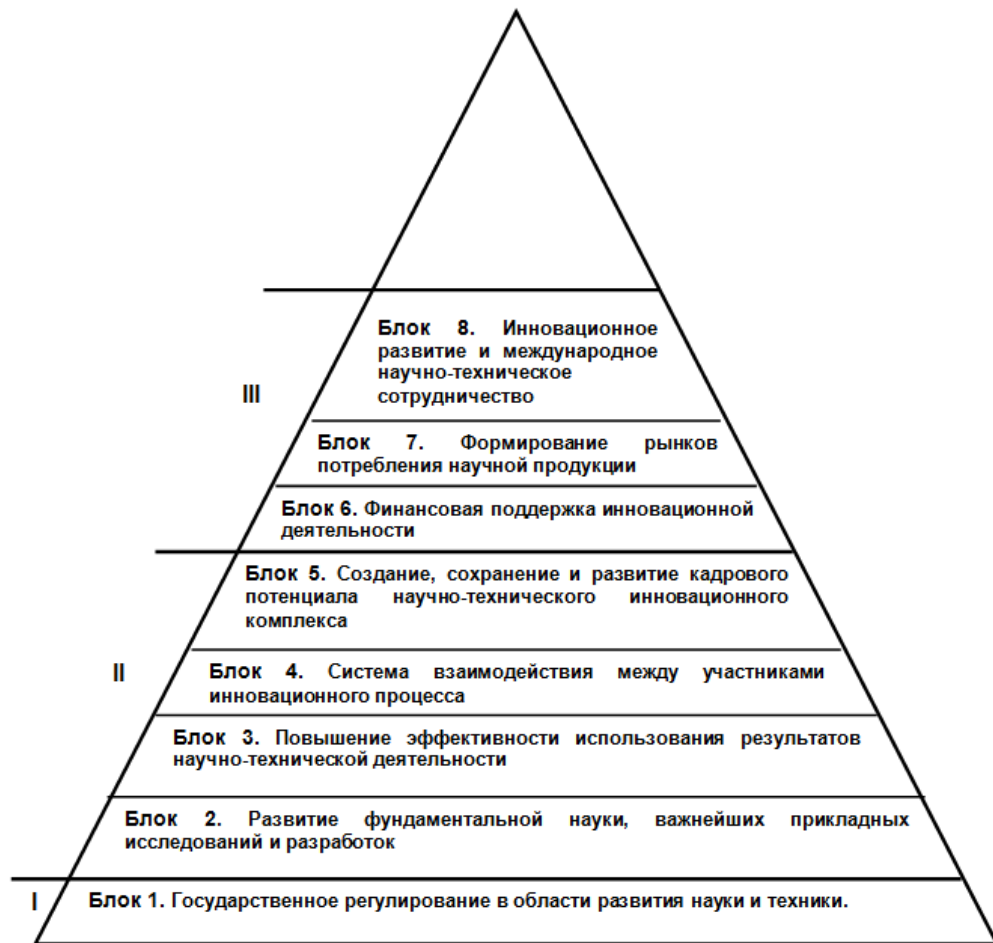 Блок 8. Инновационное
развитие и международное
научно-техническое
сотрудничество
III
Блок 7. Формирование рынков
потребления научной продукции
Блок 6. Финансовая поддержка инновационной
деятельности
Блок 5. Создание, сохранение и развитие кадрового
потенциала научно-технического инновационного
комплекса
II
Блок 4. Система взаимодействия между участниками
инновационного процесса
Блок 3. Повышение эффективности использования результатов
научно-технической деятельности
Блок 2. Развитие фундаментальной науки, важнейших прикладных
исследований и разработок
I
Блок 1. Государственное регулирование в области развития науки и техники.